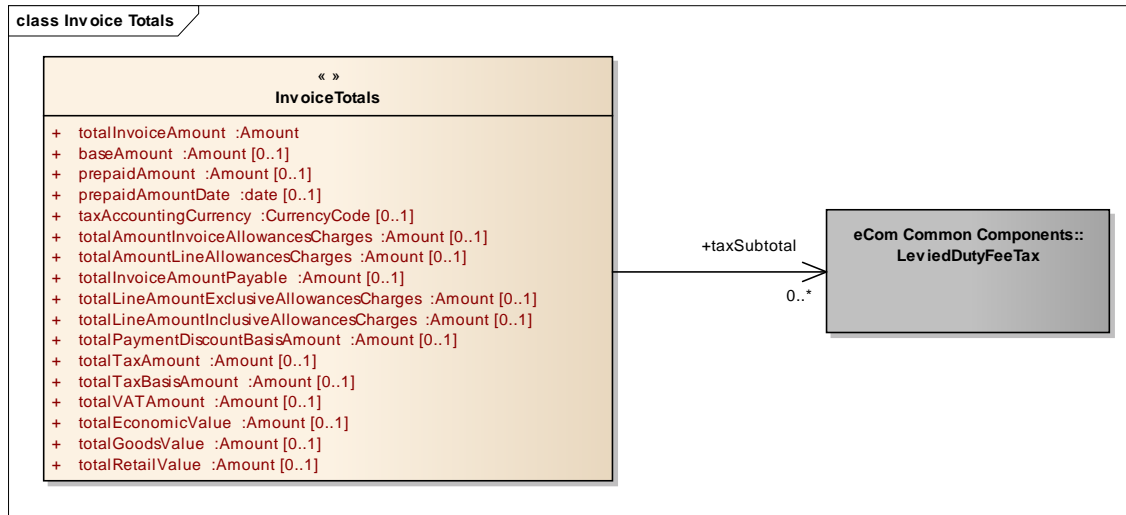 class Invoice Totals
« »
InvoiceTotals
+ totalInvoiceAmount :Amount
+ baseAmount :Amount [0..1]
+ prepaidAmount :Amount [0..1]
+ prepaidAmountDate :date [0..1]
+ taxAccountingCurrency :CurrencyCode [0..1]
+ totalAmountInvoiceAllowancesCharges :Amount [0..1]
+ totalAmountLineAllowancesCharges :Amount [0..1]
+ totalInvoiceAmountPayable :Amount [0..1]
+ totalLineAmountExclusiveAllowancesCharges :Amount [0..1]
+ totalLineAmountInclusiveAllowancesCharges :Amount [0..1]
+ totalPaymentDiscountBasisAmount :Amount [0..1]
+ totalTaxAmount :Amount [0..1]
+ totalTaxBasisAmount :Amount [0..1]
+ totalVATAmount :Amount [0..1]
+ totalEconomicValue :Amount [0..1]
+ totalGoodsValue :Amount [0..1]
+ totalRetailValue :Amount [0..1]
+taxSubtotal
0..*
eCom Common Components::
LeviedDutyFeeTax